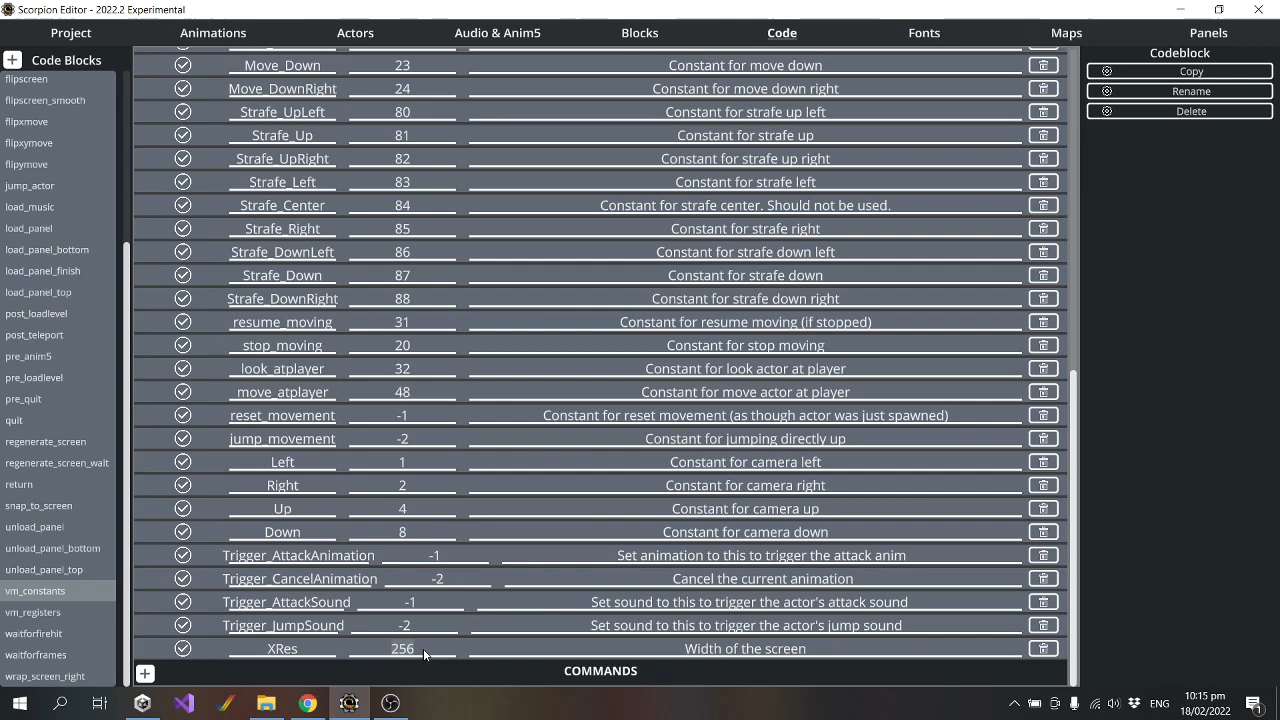 Scorpion Editor - 2022.2 Experimental
Project Animations Actors Audio & Anim5 Blocks Code Fonts Maps Panels
Code Blocks
flipscreen
flipscreen_smooth
flipxmove
flipxymove
flipymove
jump_actor
load_music
load_panel
load_panel_bottom
load_panel_finish
load_panel_top
post_loadlevel
post_teleport
pre_anim5
pre_loadlevel
pre_quit
quit
regenerate_screen
regenerate_screen_wait
return
snap_to_screen
unload_panel
unload_panel_bottom
unload_panel_top
vm_constants
vm_registers
waitforfirehit
waitforframes
wrap_screen_right
Move_Down 23 Constant for move down
Move_DownRight 24 Constant for move down right
Strafe_UpLeft 80 Constant for strafe up left
Strafe_Up 81 Constant for strafe up
Strafe_UpRight 82 Constant for strafe up right
Strafe_Left 83 Constant for strafe left
Strafe_Center 84 Constant for strafe center. Should not be used.
Strafe_Right 85 Constant for strafe right
Strafe_DownLeft 86 Constant for strafe down left
Strafe_Down 87 Constant for strafe down
Strafe_DownRight 88 Constant for strafe down right
resume_moving 31 Constant for resume moving (if stopped)
stop_moving 20 Constant for stop moving
look_atplayer 32 Constant for look actor at player
move_atplayer 48 Constant for move actor at player
reset_movement -1 Constant for reset movement (as though actor was just spawned)
jump_movement -2 Constant for jumping directly up
Left 1 Constant for camera left
Right 2 Constant for camera right
Up 4 Constant for camera up
Down 8 Constant for camera down
Trigger_AttackAnimation -1 Set animation to this to trigger the attack anim
Trigger_CancelAnimation -2 Cancel the current animation
Trigger_AttackSound -1 Set sound to this to trigger the actor's attack sound
Trigger_JumpSound -2 Set sound to this to trigger the actor's jump sound
XRes 256 Width of the screen
COMMANDS
Codeblock
Copy
Rename
Delete
ENG
10:15 pm
18/02/2022
1